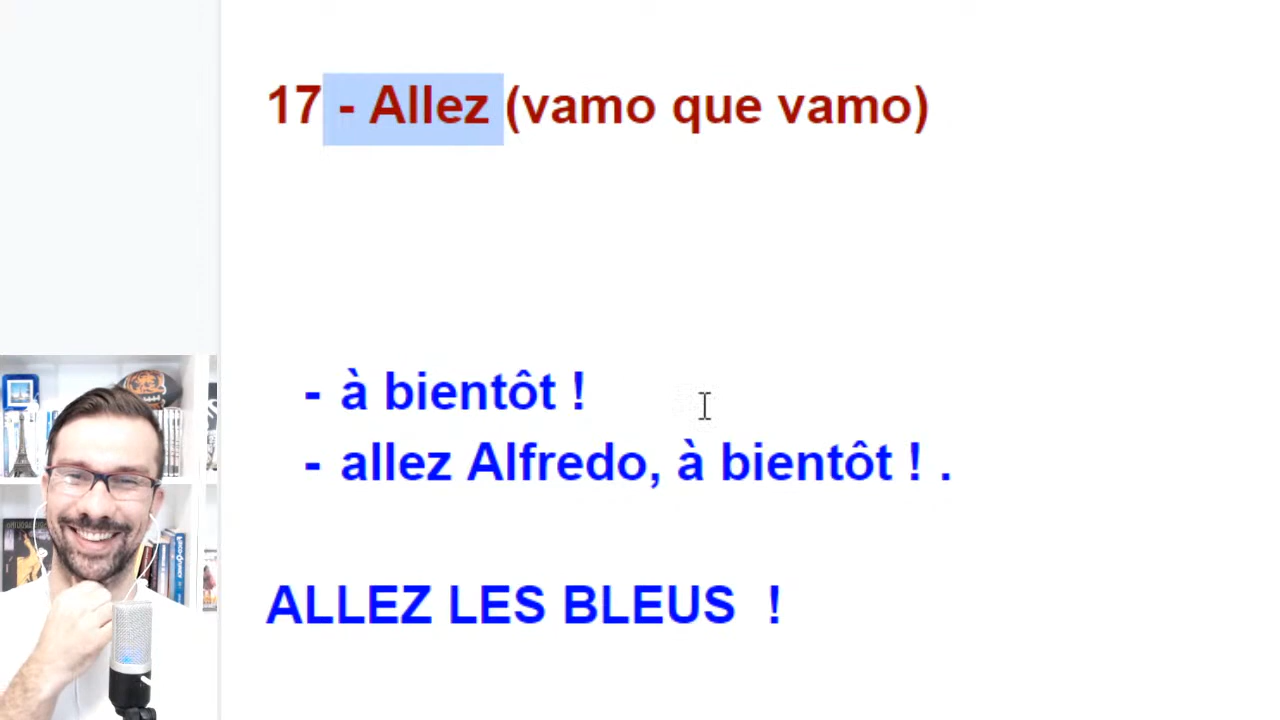 17 - Allez (vamo que vamo)
- à bientôt !
- allez Alfredo, à bientôt ! .
ALLEZ LES BLEUS !